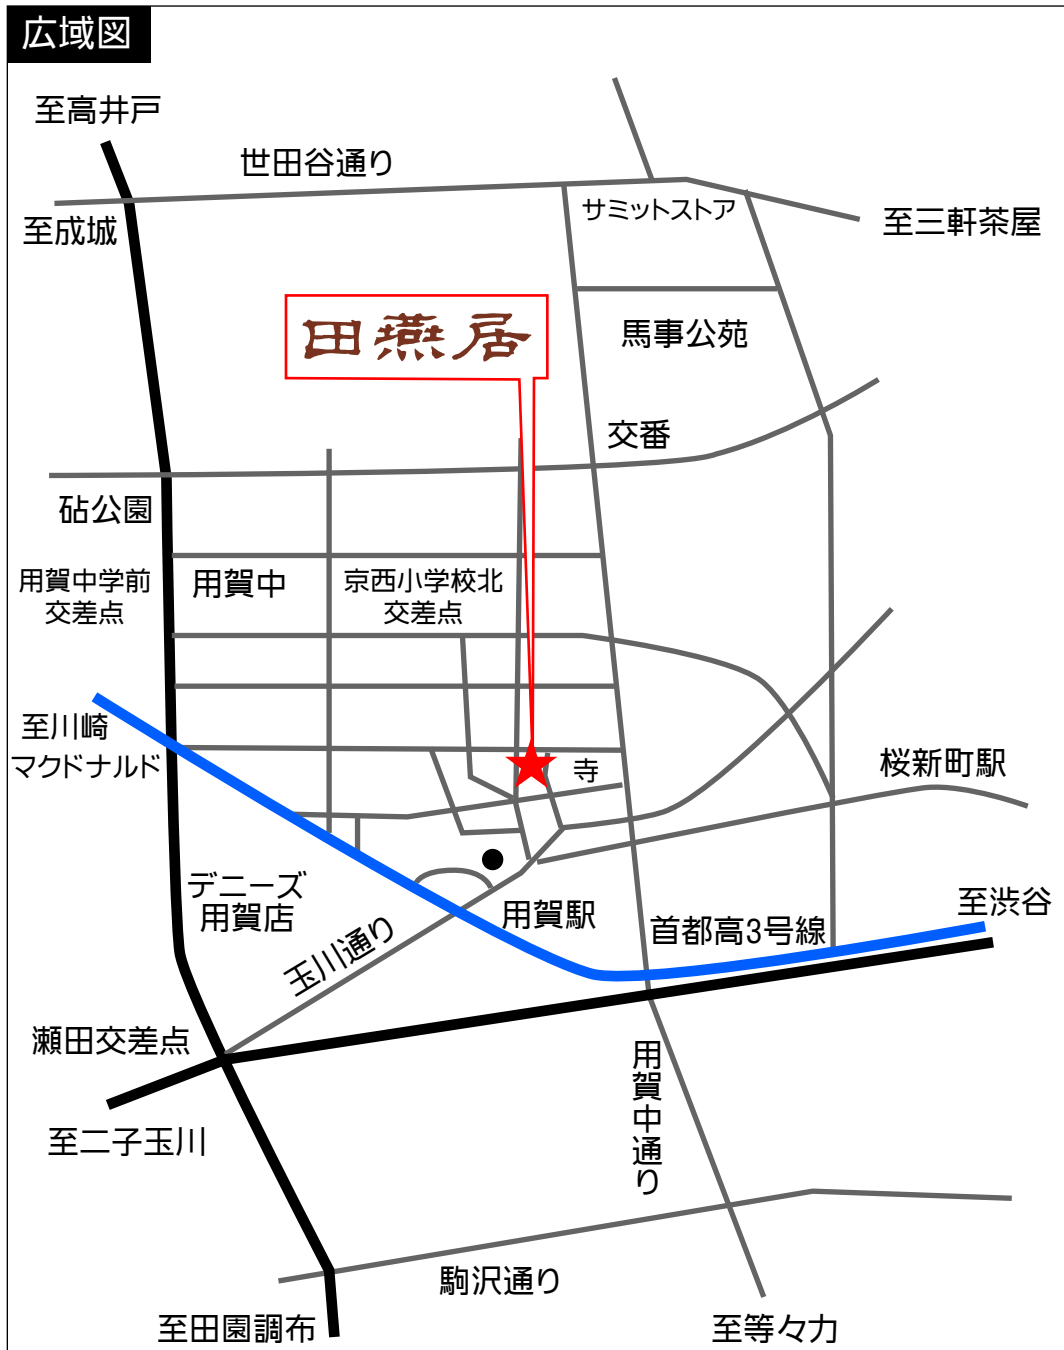 広域図
至高井戸
世田谷通り
至成城
サミットストア
至三軒茶屋
田燕居
馬事公苑
交番
砧公園
用賀中学前
交差点
用賀中
京西小学校北
交差点
至川崎
マクドナルド
寺
桜新町駅
デニーズ
用賀店
用賀駅
至渋谷
首都高3号線
玉川通り
瀬田交差点
用賀中通り
至二子玉川
駒沢通り
至田園調布
至等々力